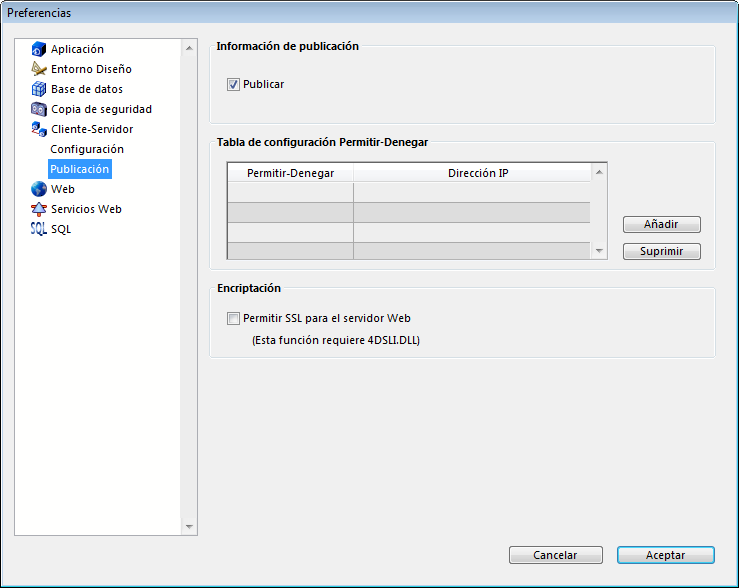 Preferencias
Aplicación
Entorno Diseño
Base de datos
Copia de seguridad
Cliente-Servidor
Configuración
Publicación
Web
Servicios Web
SQL SQL
Información de publicación
Publicar
Tabla de configuración Permitir-Denegar
Permitir-Denegar Dirección IP
Añadir
Suprimir
Encriptación
Permitir SSL para el servidor Web
(Esta función requiere 4DSLI.DLL)
Cancelar Aceptar